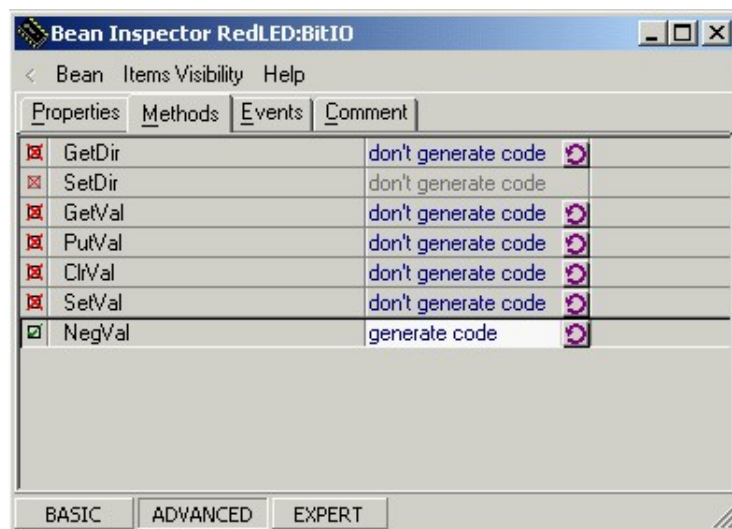 Bean Inspector RedLED:BitIO
< Bean Items Visibility Help
Properties Methods Events Comment
GetDir don't generate code
SetDir don't generate code
GetVal don't generate code
PutVal don't generate code
ClrVal don't generate code
SetVal don't generate code
NegVal generate code
BASIC ADVANCED EXPERT